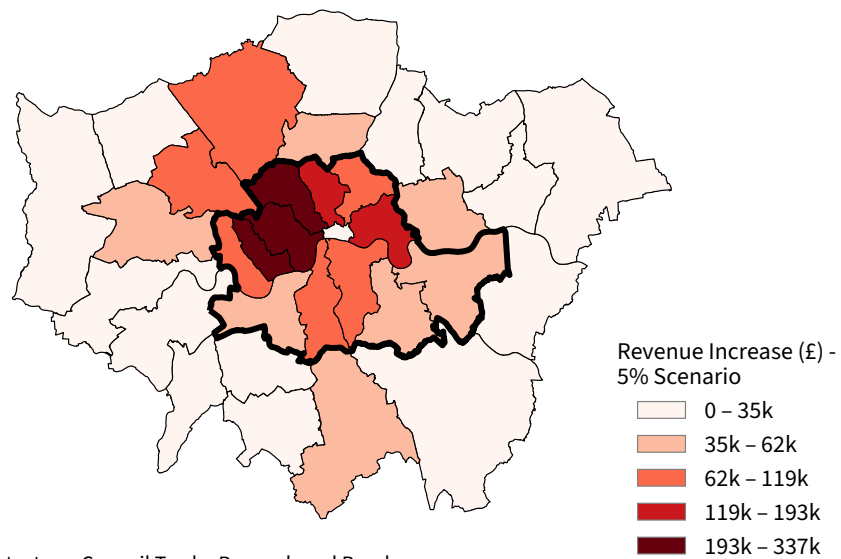 Revenue Increase (£) -
5% Scenario
0 – 35k
35k – 62k
62k – 119k
119k – 193k
193k – 337k